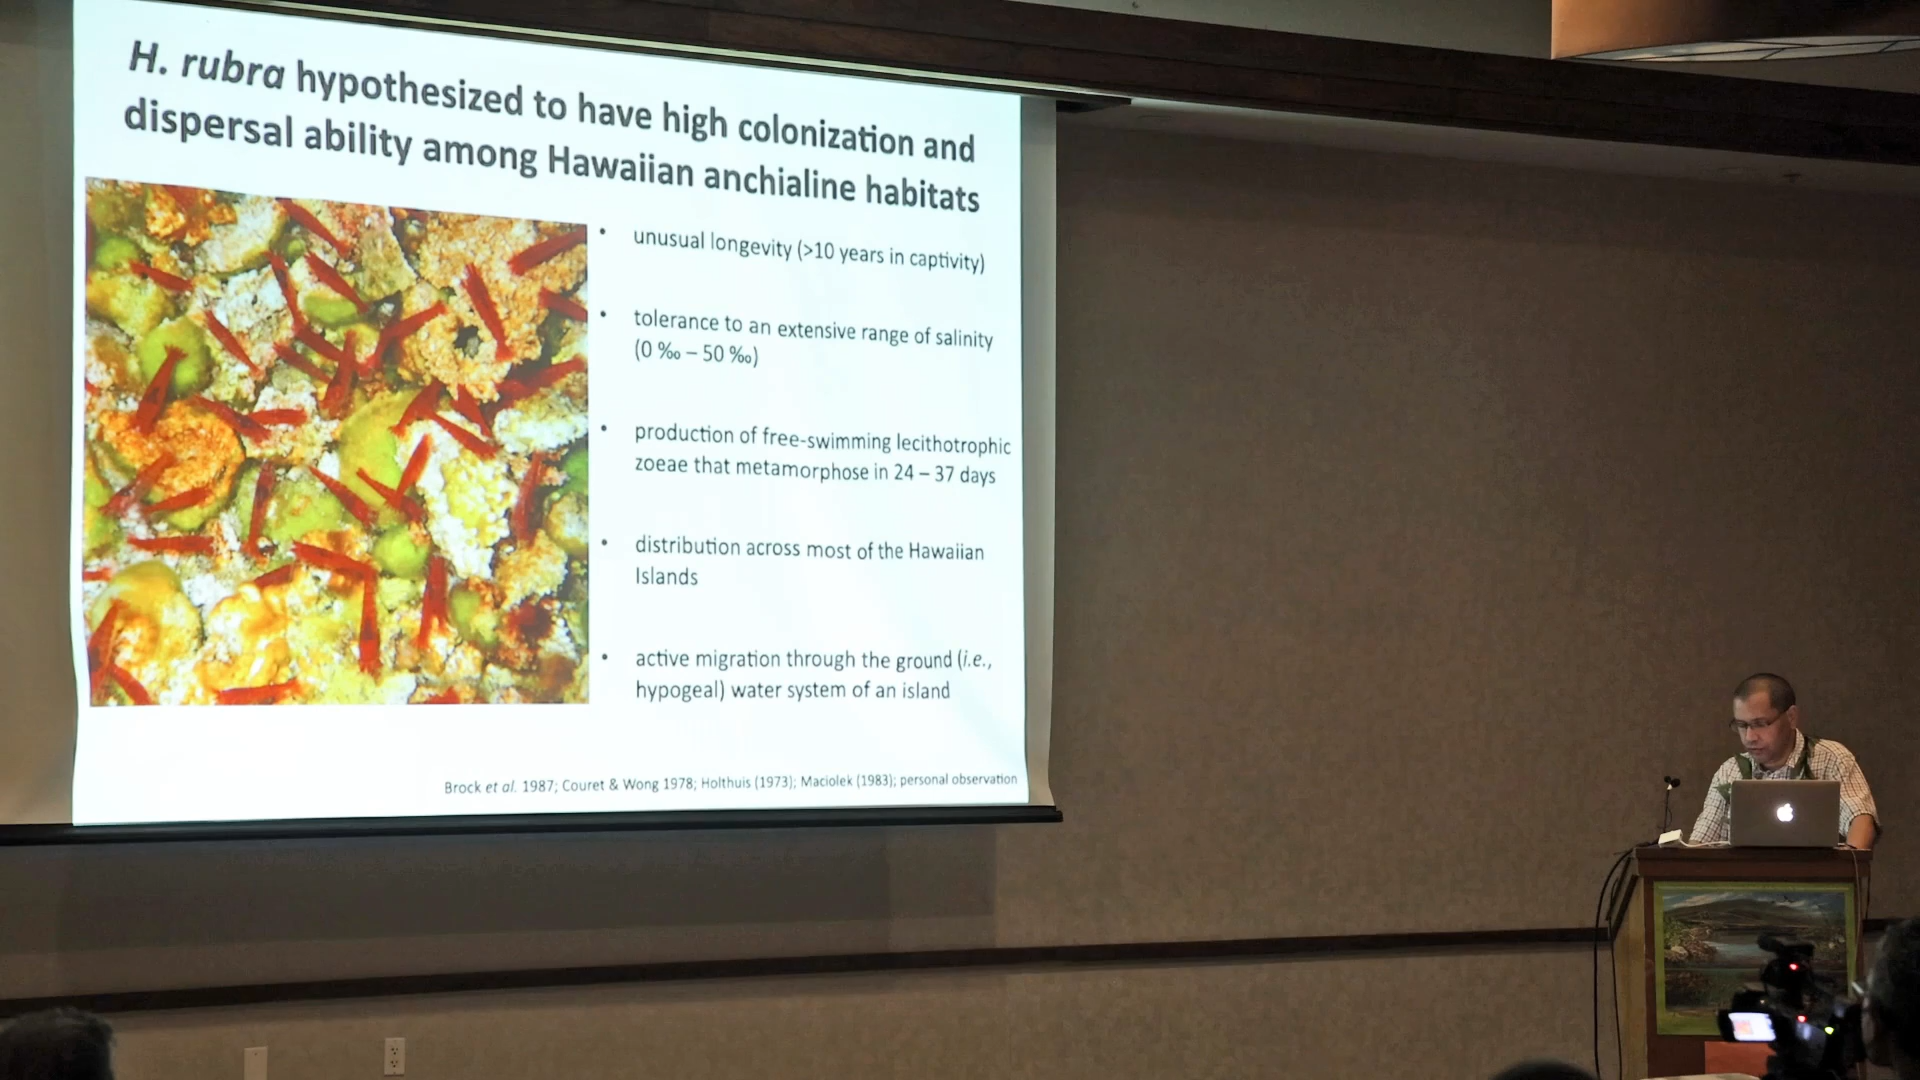 H. rubra hypothesized to have high colonization and
dispersal ability among Hawaiian anchialine habitats
• unusual longevity (>10 years in captivity)
• tolerance to an extensive range of salinity
(0 ‰ – 50 ‰)
• production of free-swimming lecithotrophic
zoeae that metamorphose in 24 – 37 days
• distribution across most of the Hawaiian
Islands
• active migration through the ground (i.e.,
hypogeal) water system of an island
Brock et al. 1987; Couret & Wong 1978; Holthuis (1973); Maciolek (1983); personal observation